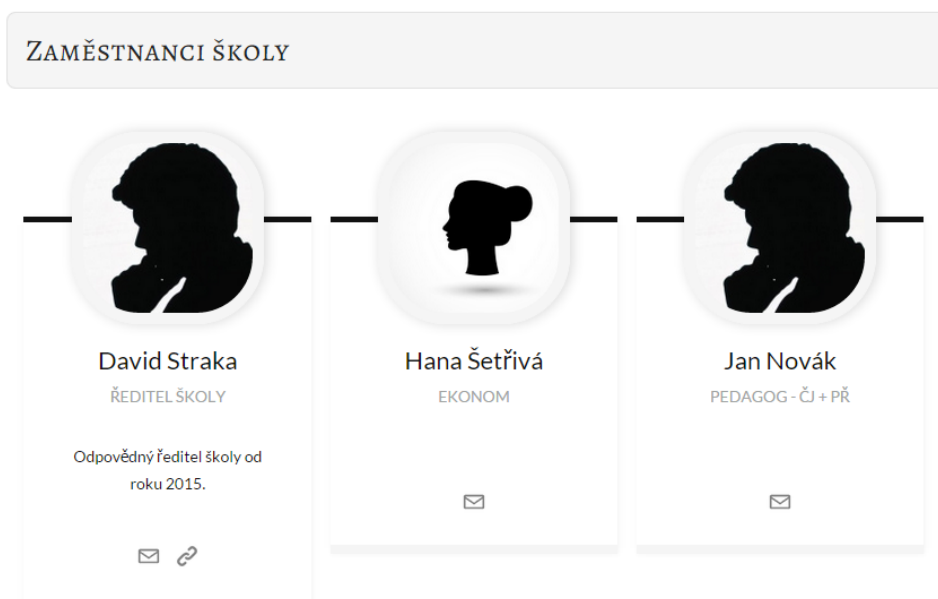 Zaměstnanci školy
David Straka
ŘEDITEL ŠKOLY
Odpovědný ředitel školy od
roku 2015.
Hana Šetřivá
EKONOM
Jan Novák
PEDAGOG - ČJ + PŘ